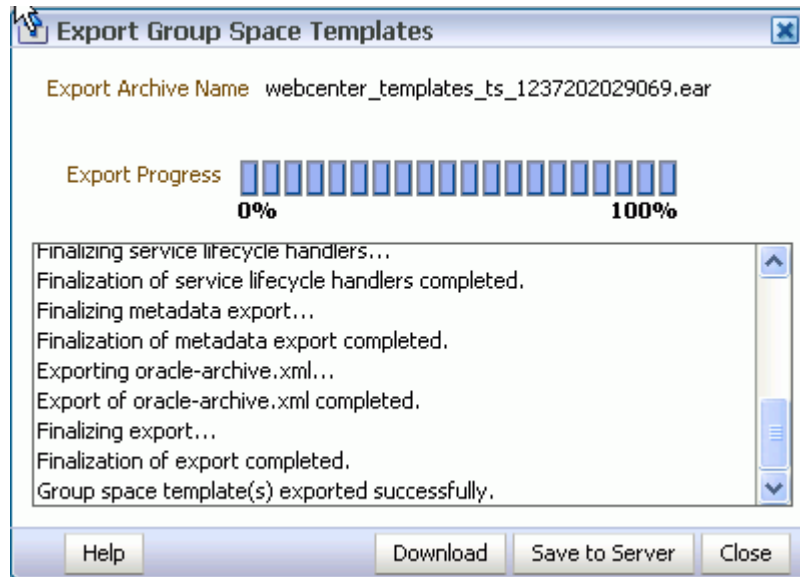 Export Group Space Templates
Export Archive Name webcenter_templates_ts_1237202029069.ear
Export Progress
0% 100%
Finalizing service lifecycle handlers...
Finalization of service lifecycle handlers completed.
Finalizing metadata export...
Finalization of metadata export completed.
Exporting oracle-archive.xml...
Export of oracle-archive.xml completed.
Finalizing export...
Finalization of export completed.
Group space template(s) exported successfully.
Help Download Save to Server Close